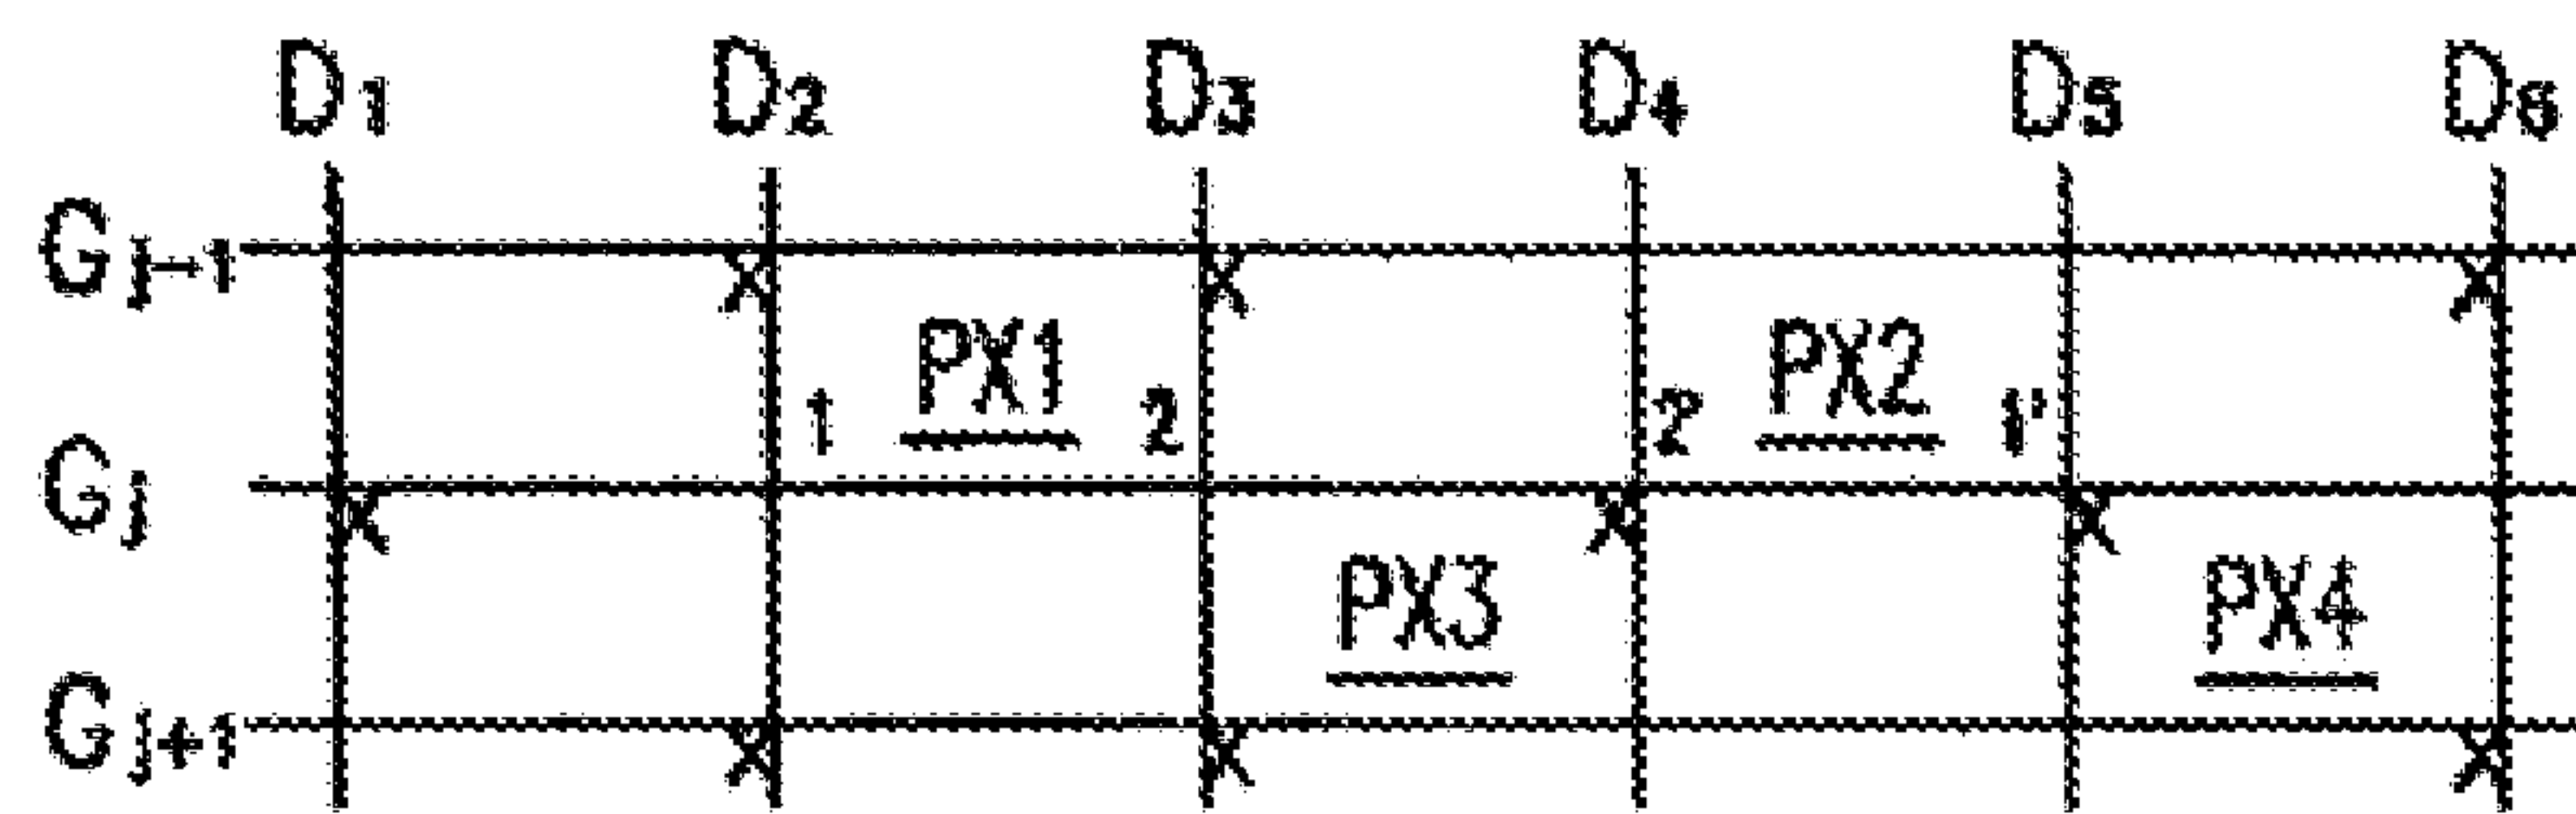 D1 D2 D3 D4 D5 D6
Gj-1
PX1 PX2
1 2 2' 1'
Gj
PX3 PX4
Gj+1